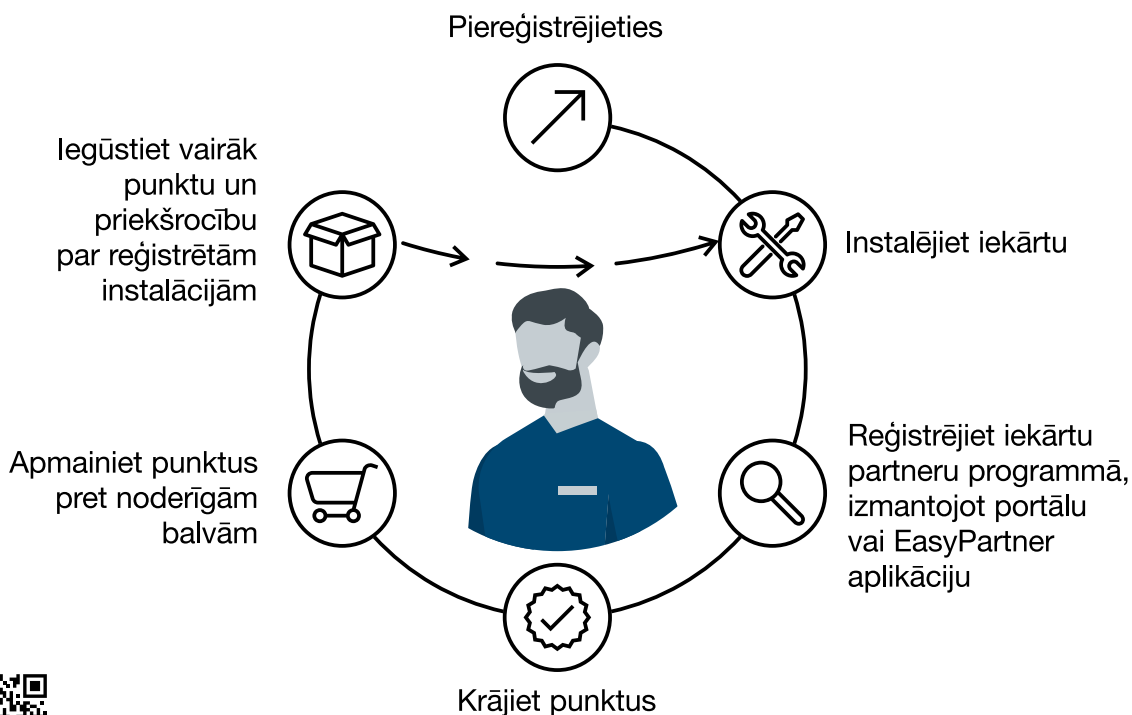 Piereģistrējieties
Instalējiet iekārtu
Reģistrējiet iekārtu
partneru programmā,
izmantojot portālu
vai EasyPartner
aplikāciju
Krājiet punktus
Apmainiet punktus
pret noderīgām
balvām
Iegūstiet vairāk
punktu un
priekšrocību
par reģistrētām
instalācijām